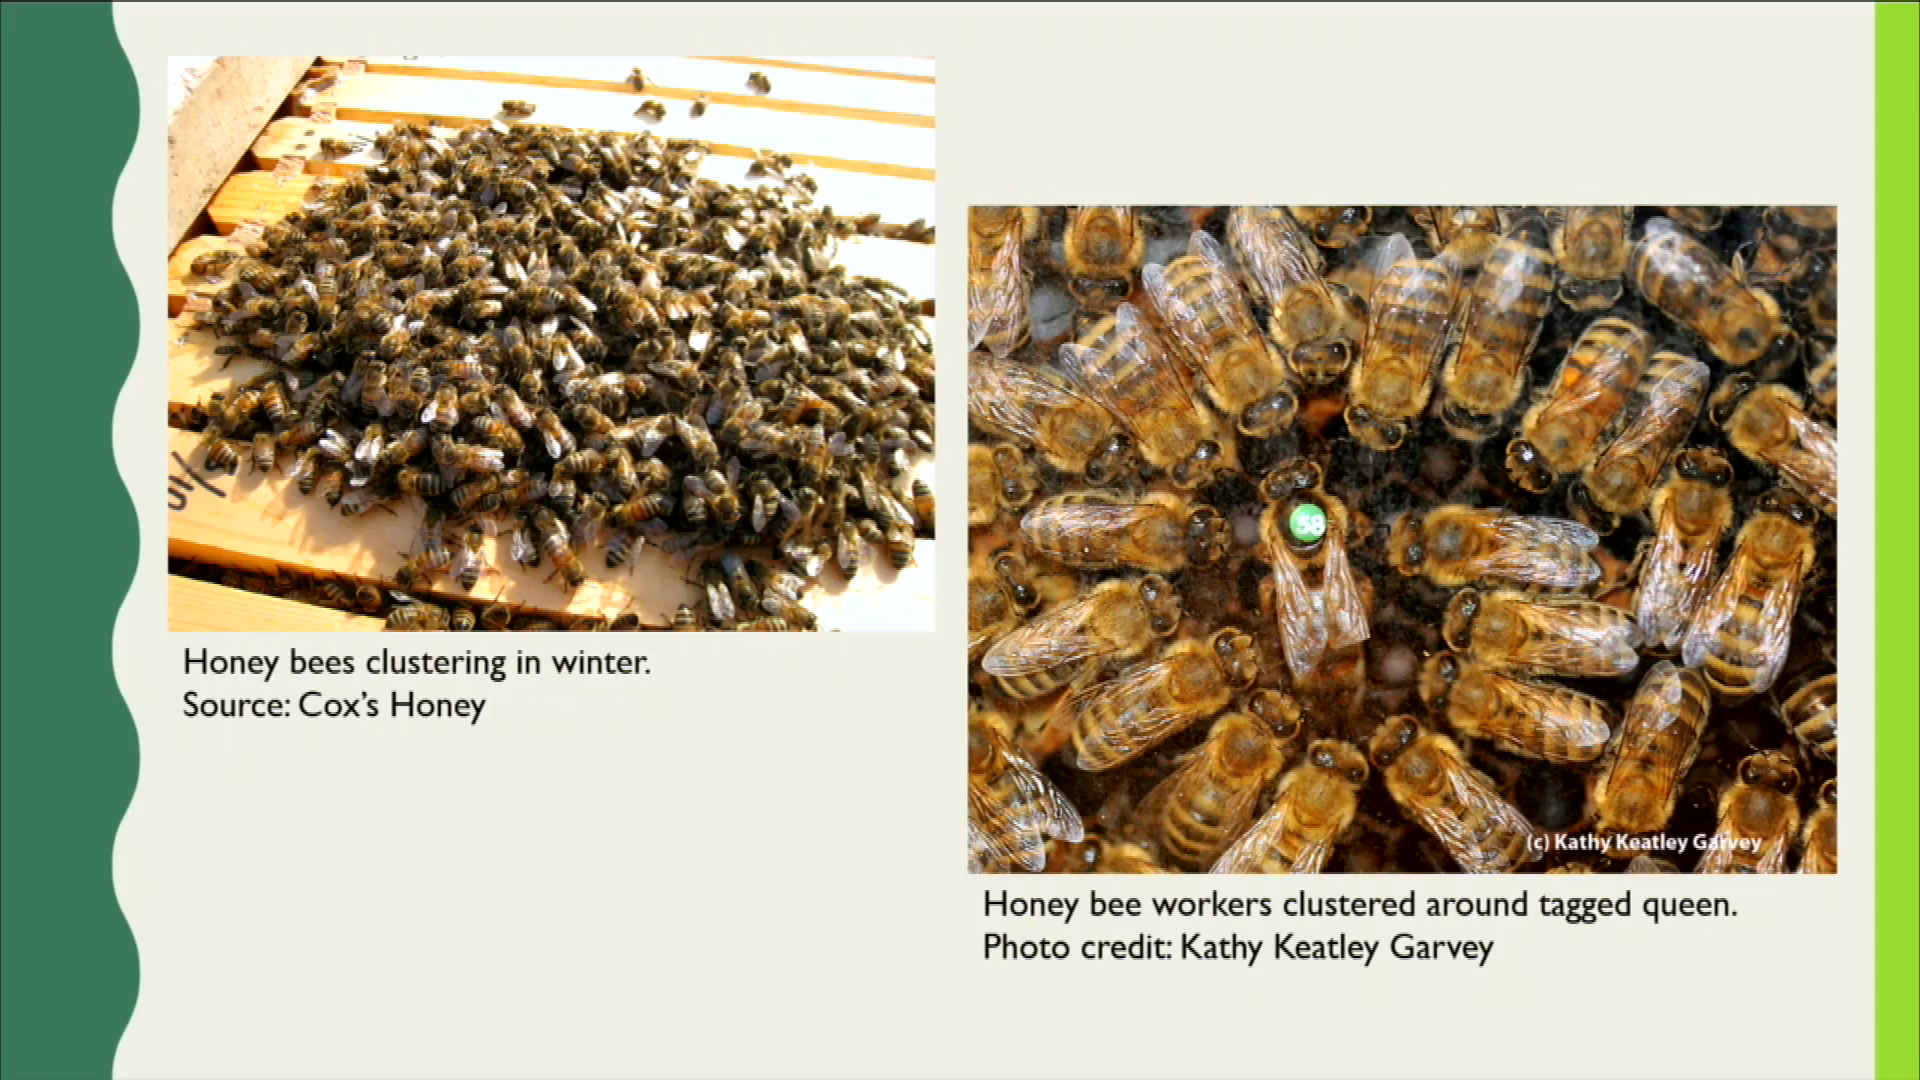 Honey bees clustering in winter.
Source: Cox's Honey
58
(c) Kathy Keatley Garvey
Honey bee workers clustered around tagged queen.
Photo credit: Kathy Keatley Garvey